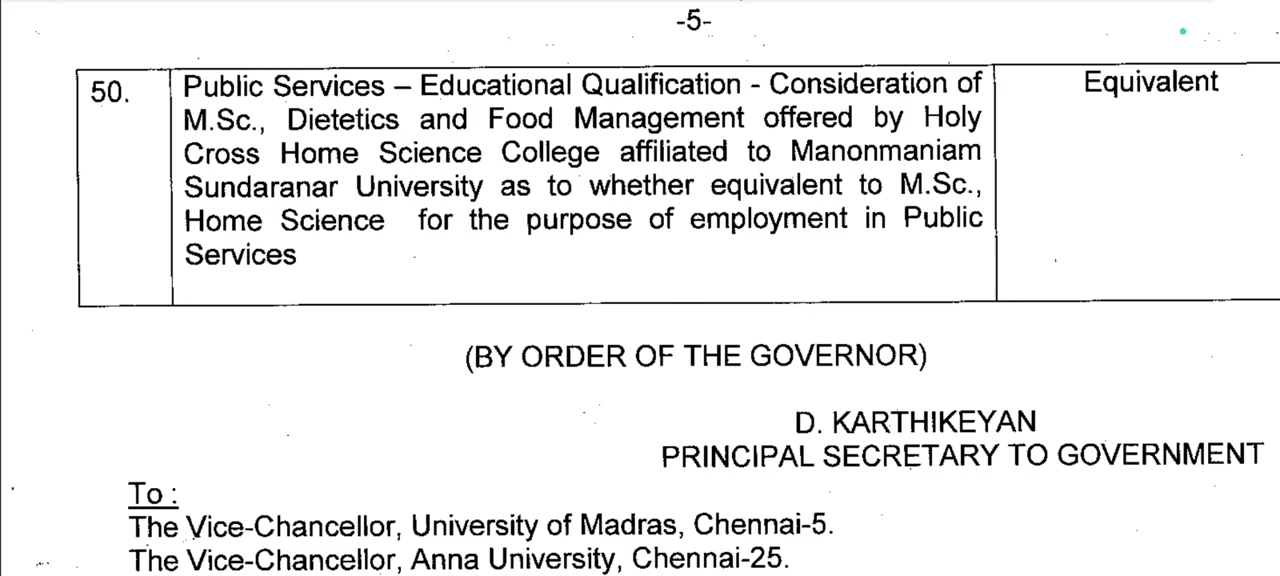 -5-
50.
Public Services – Educational Qualification - Consideration of
M.Sc., Dietetics and Food Management offered by Holy
Cross Home Science College affiliated to Manonmaniam
Sundaranar University as to whether equivalent to M.Sc.,
Home Science for the purpose of employment in Public
Services
Equivalent
(BY ORDER OF THE GOVERNOR)
D. KARTHIKEYAN
PRINCIPAL SECRETARY TO GOVERNMENT
To :
The Vice-Chancellor, University of Madras, Chennai-5.
The Vice-Chancellor, Anna University, Chennai-25.